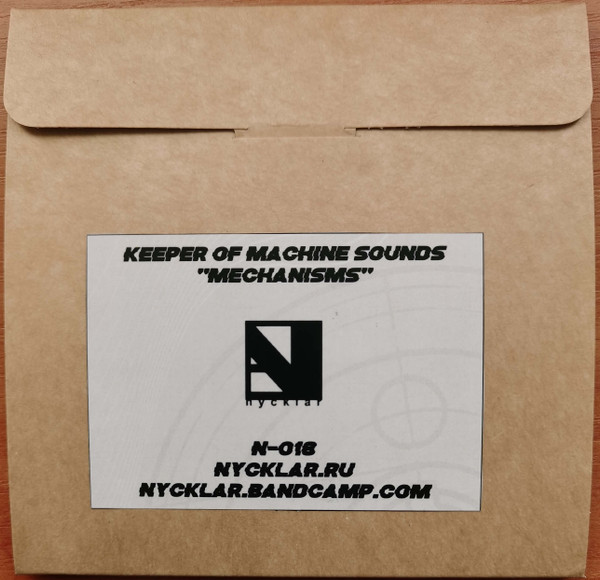 KEEPER OF MACHINE SOUNDS
"MECHANISMS"
nycklar
N-018
NYCKLAR.RU
NYCKLAR.BANDCAMP.COM